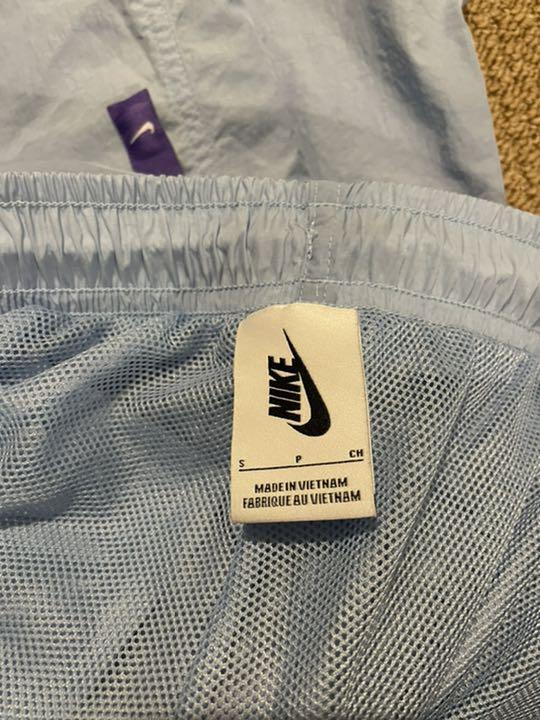 NIKE
S P CH
MADE IN VIETNAM
FABRIQUE AU VIETNAM